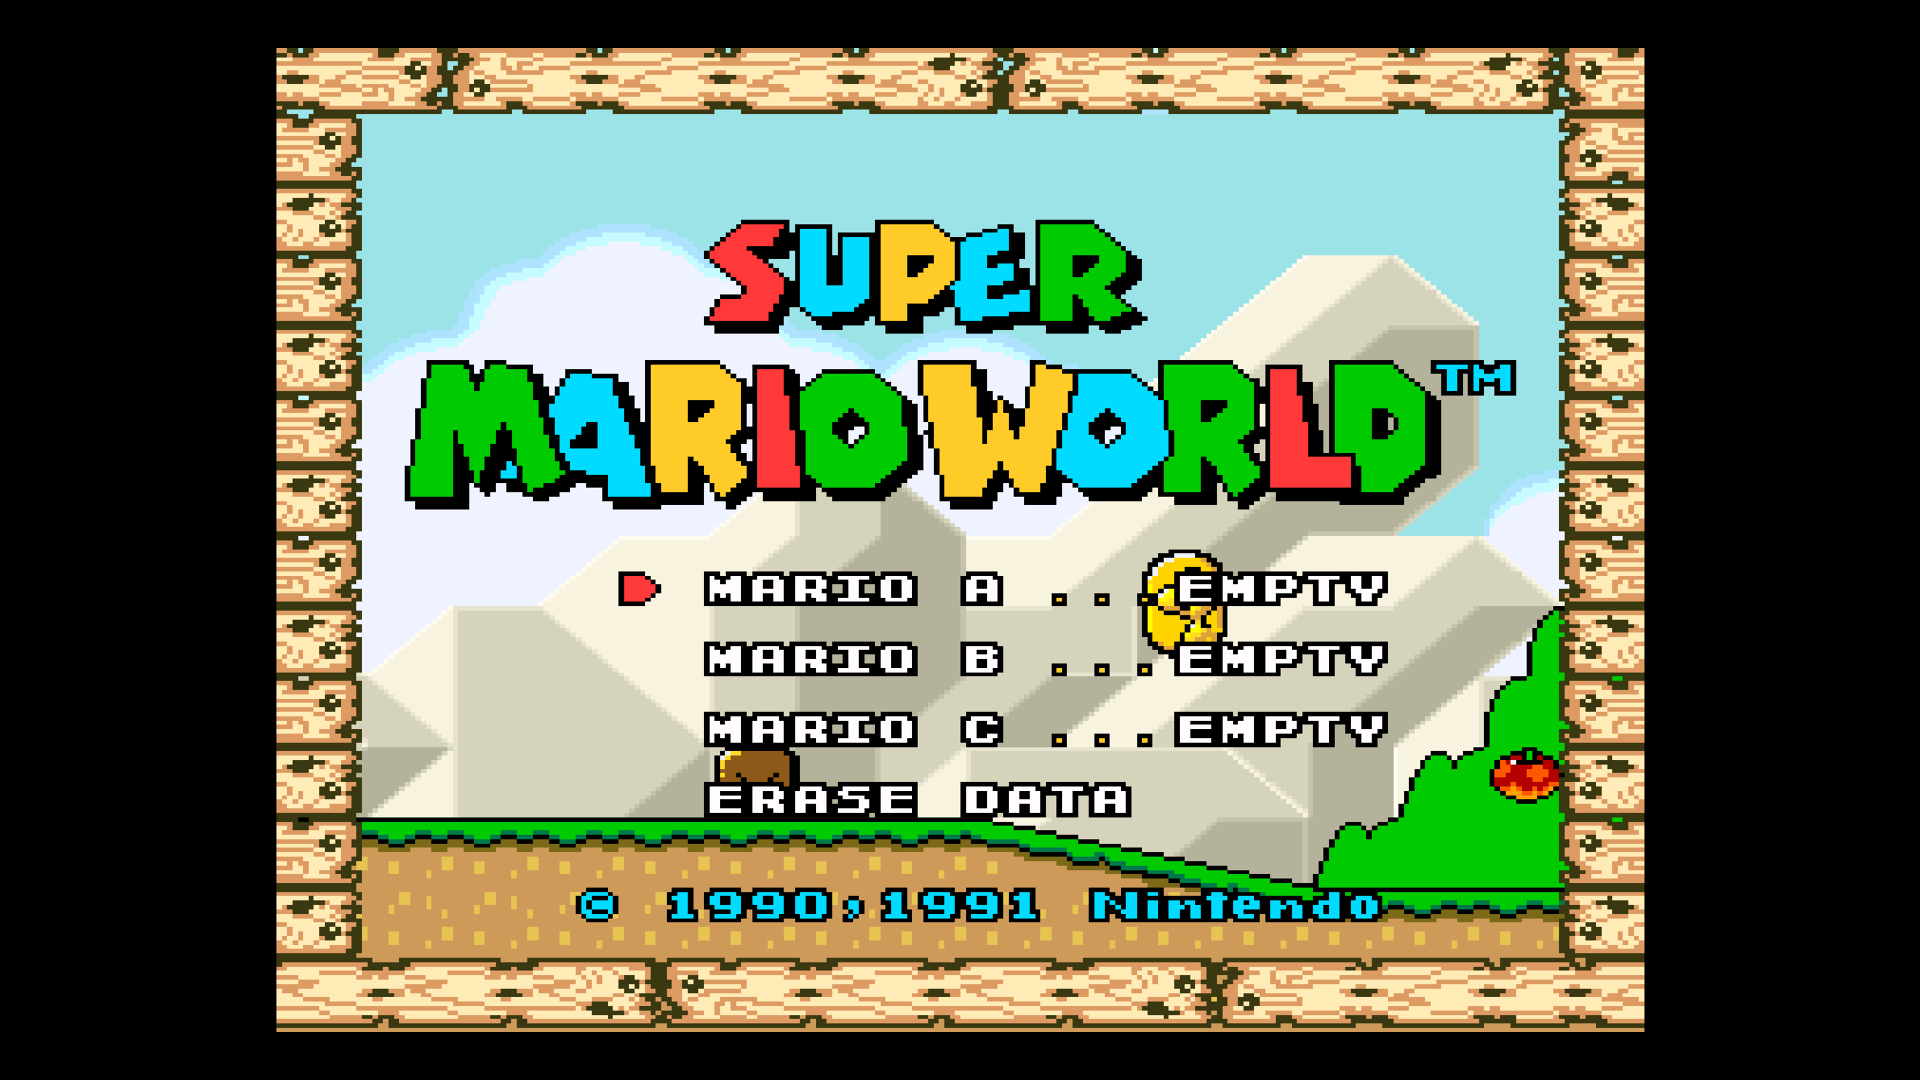 SUPER
MARIO WORLD™
MARIO A ...EMPTY
MARIO B ...EMPTY
MARIO C ...EMPTY
ERASE DATA
© 1990,1991 Nintendo